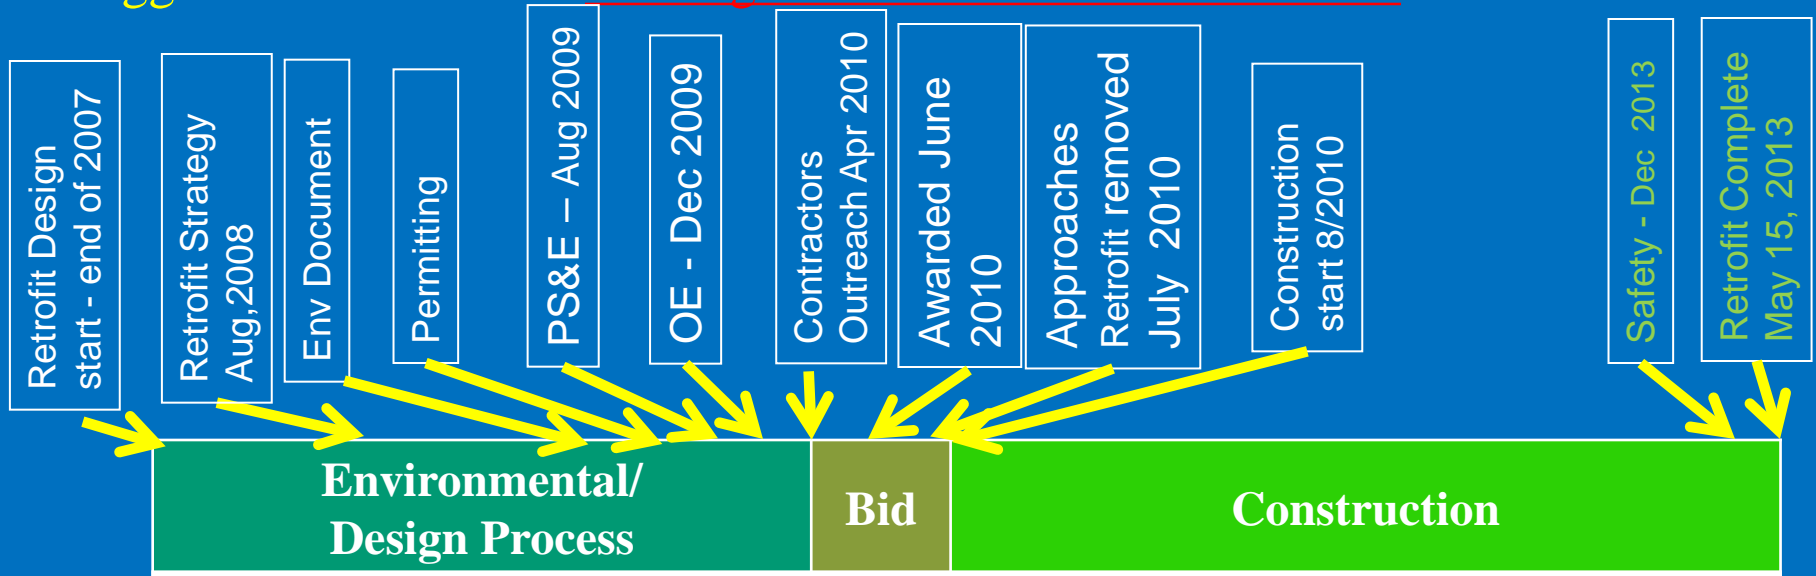 Retrofit Design
start - end of 2007
Retrofit Strategy
Aug,2008
Env Document
Permitting
PS&E – Aug 2009
OE - Dec 2009
Contractors
Outreach Apr 2010
Awarded June
2010
Approaches
Retrofit removed
July 2010
Construction
start 8/2010
Safety - Dec 2013
Retrofit Complete
May 15, 2013
Environmental/
Design Process
Bid
Construction